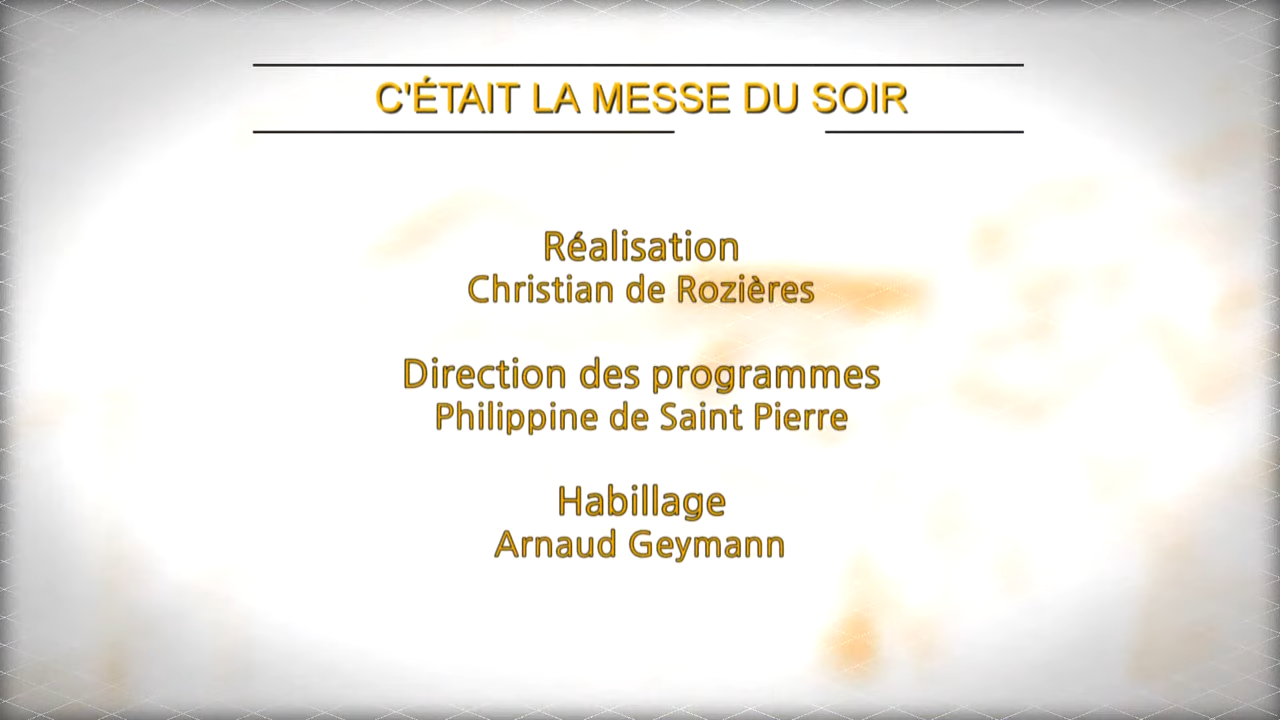 C'ÉTAIT LA MESSE DU SOIR
Réalisation
Christian de Rozières
Direction des programmes
Philippine de Saint Pierre
Habillage
Arnaud Geymann